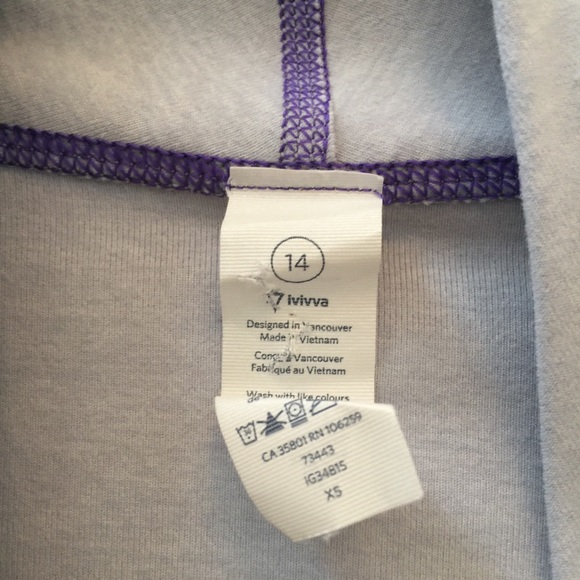 14
ivivva
Designed in Vancouver
Made in Vietnam
Conçu à Vancouver
Fabriqué au Vietnam
Wash with like colours
CA 35801 RN 106259
73443
IG34B15
XS